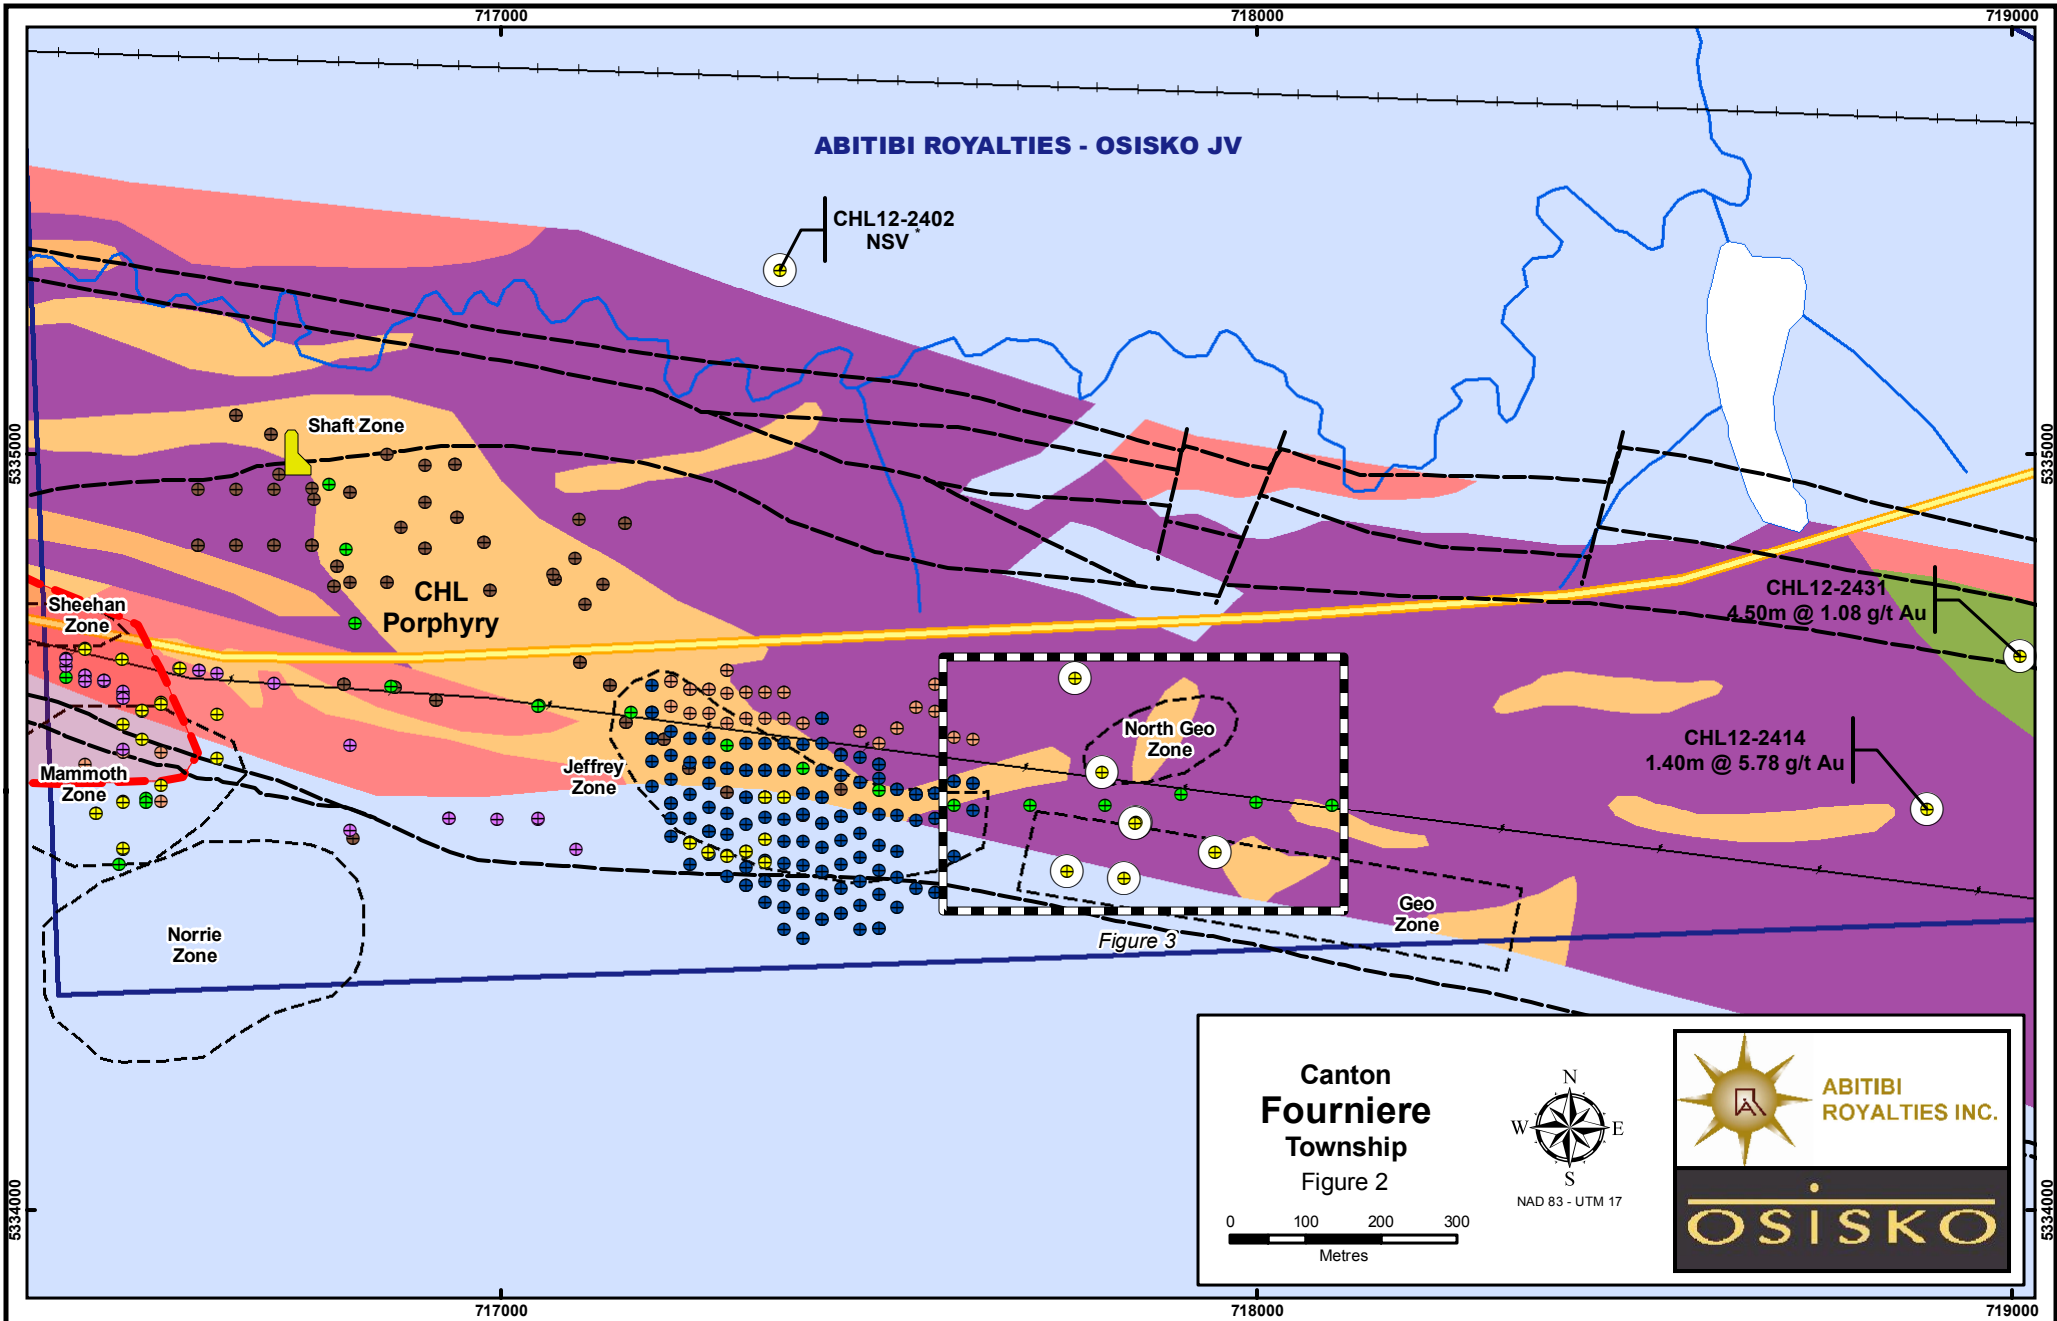 717000
718000
719000
ABITIBI ROYALTIES - OSISKO JV
CHL12-2402
NSV *
5335000
5335000
Shaft Zone
CHL
Porphyry
Sheehan
Zone
CHL12-2431
4.50m @ 1.08 g/t Au
North Geo
Zone
CHL12-2414
1.40m @ 5.78 g/t Au
Jeffrey
Zone
Mammoth
Zone
Geo
Zone
Norrie
Zone
Figure 3
Canton
Fourniere
Township
Figure 2
0 100 200 300
Metres
N
W E
S
NAD 83 - UTM 17
ABITIBI
ROYALTIES INC.
OSISKO
5334000
5334000
717000
718000
719000